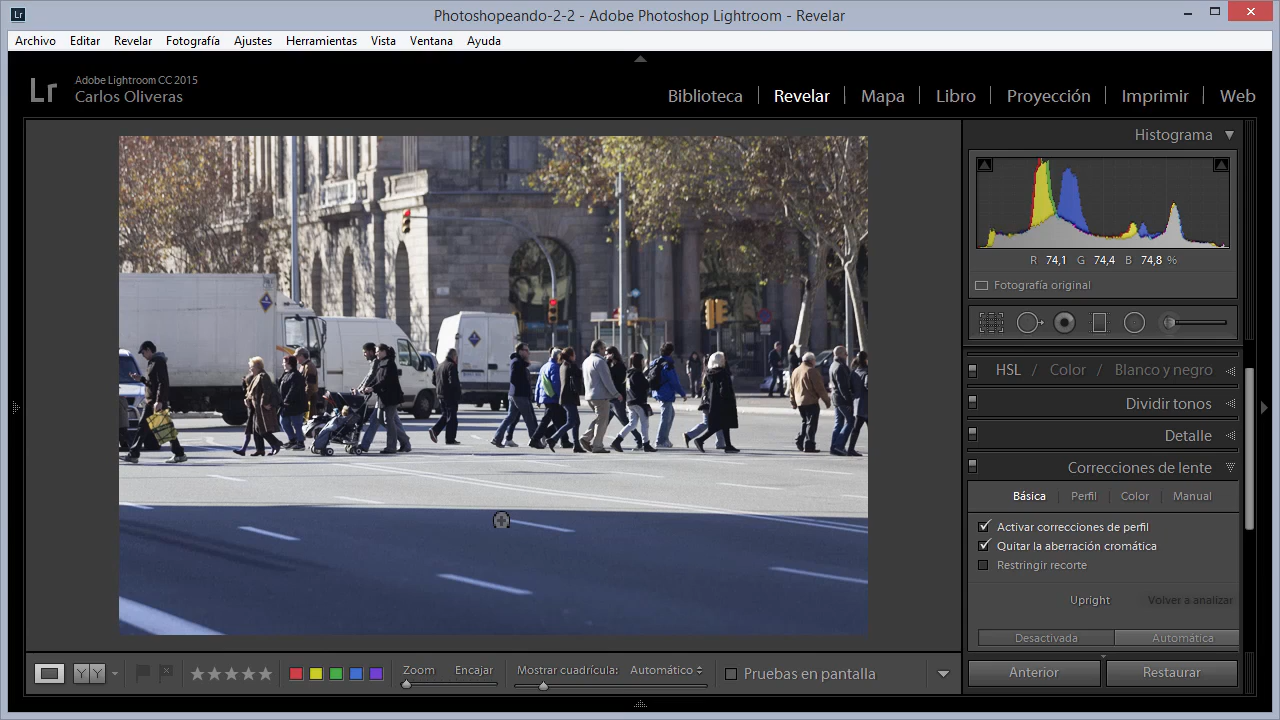 Lr Photoshopeando-2-2 - Adobe Photoshop Lightroom - Revelar
Archivo Editar Revelar Fotografía Ajustes Herramientas Vista Ventana Ayuda
Lr Adobe Lightroom CC 2015
Carlos Oliveras
Biblioteca Revelar Mapa Libro Proyección Imprimir Web
Histograma
R 74,1 G 74,4 B 74,8 %
Fotografía original
HSL / Color / Blanco y negro
Dividir tonos
Detalle
Correcciones de lente
Básica Perfil Color Manual
Activar correcciones de perfil
Quitar la aberración cromática
Restringir recorte
Upright Volver a analizar
Desactivada Automática
Y Y Zoom Encajar Mostrar cuadrícula: Automático Pruebas en pantalla
Anterior Restaurar